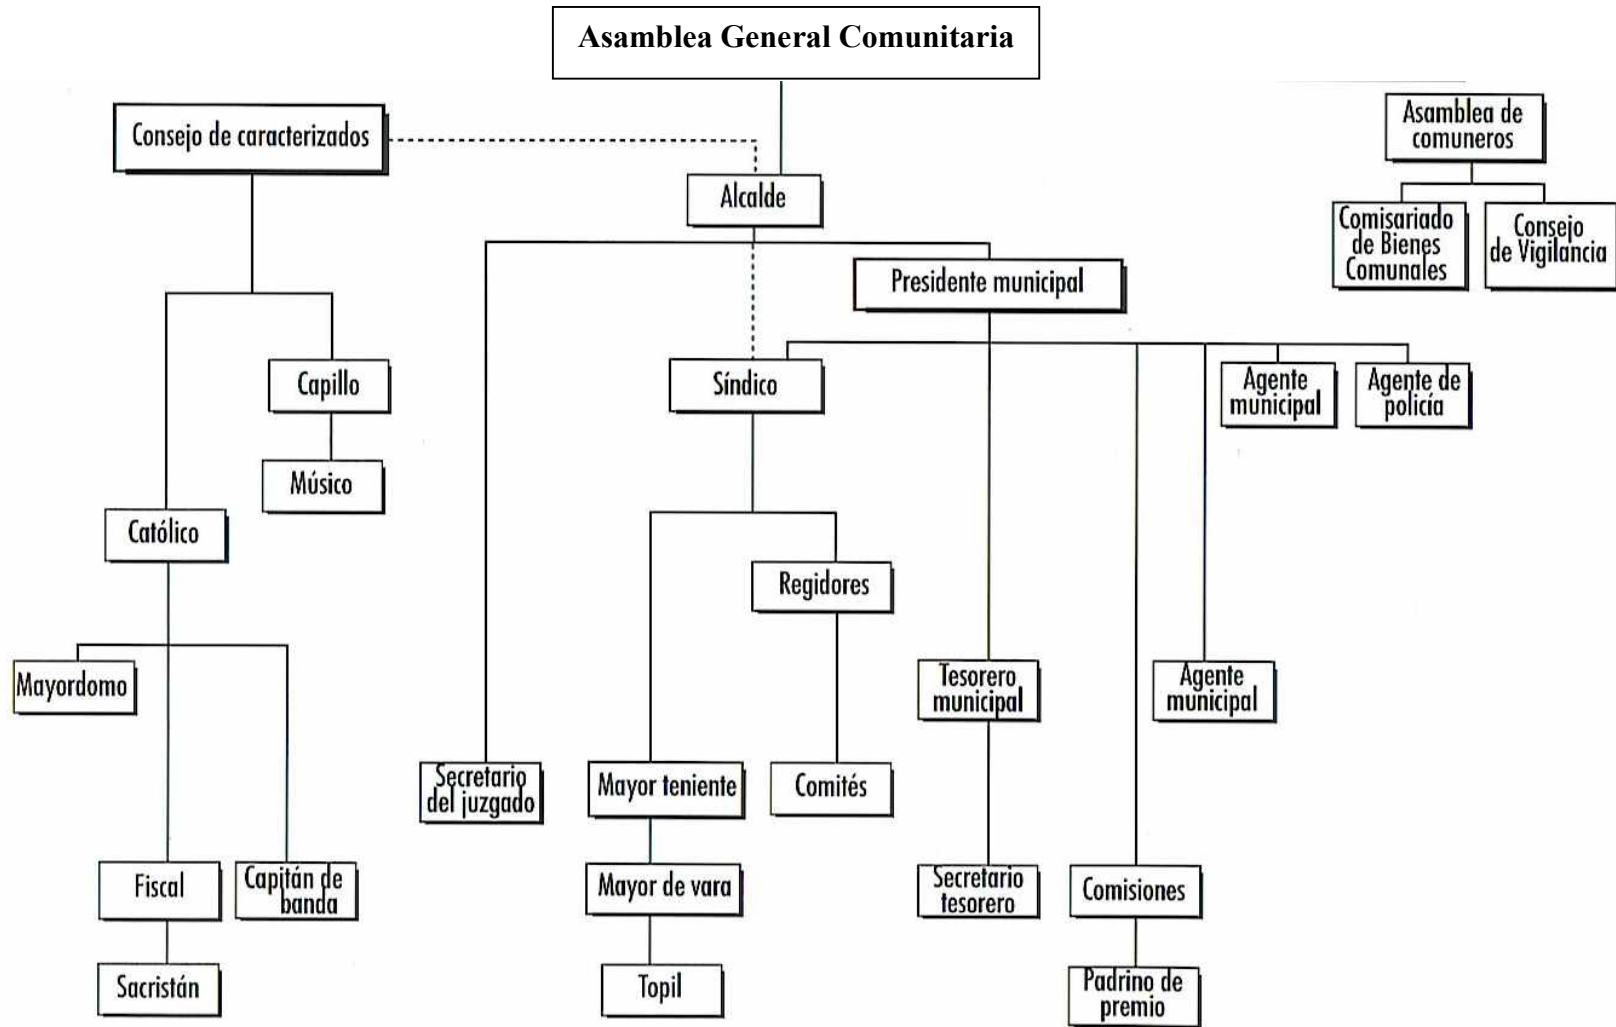 Asamblea General Comunitaria
Consejo de caracterizados
Asamblea de
comuneros
Alcalde
Comisariado
de Bienes
Comunales
Consejo
de Vigilancia
Presidente municipal
Capillo
Síndico
Agente
municipal
Agente de
policía
Músico
Católico
Regidores
Mayordomo
Tesorero
municipal
Agente
municipal
Secretario
del juzgado
Mayor teniente
Comités
Fiscal
Capitán de
banda
Mayor de vara
Secretario
tesorero
Comisiones
Sacristán
Topil
Padrino de
premio